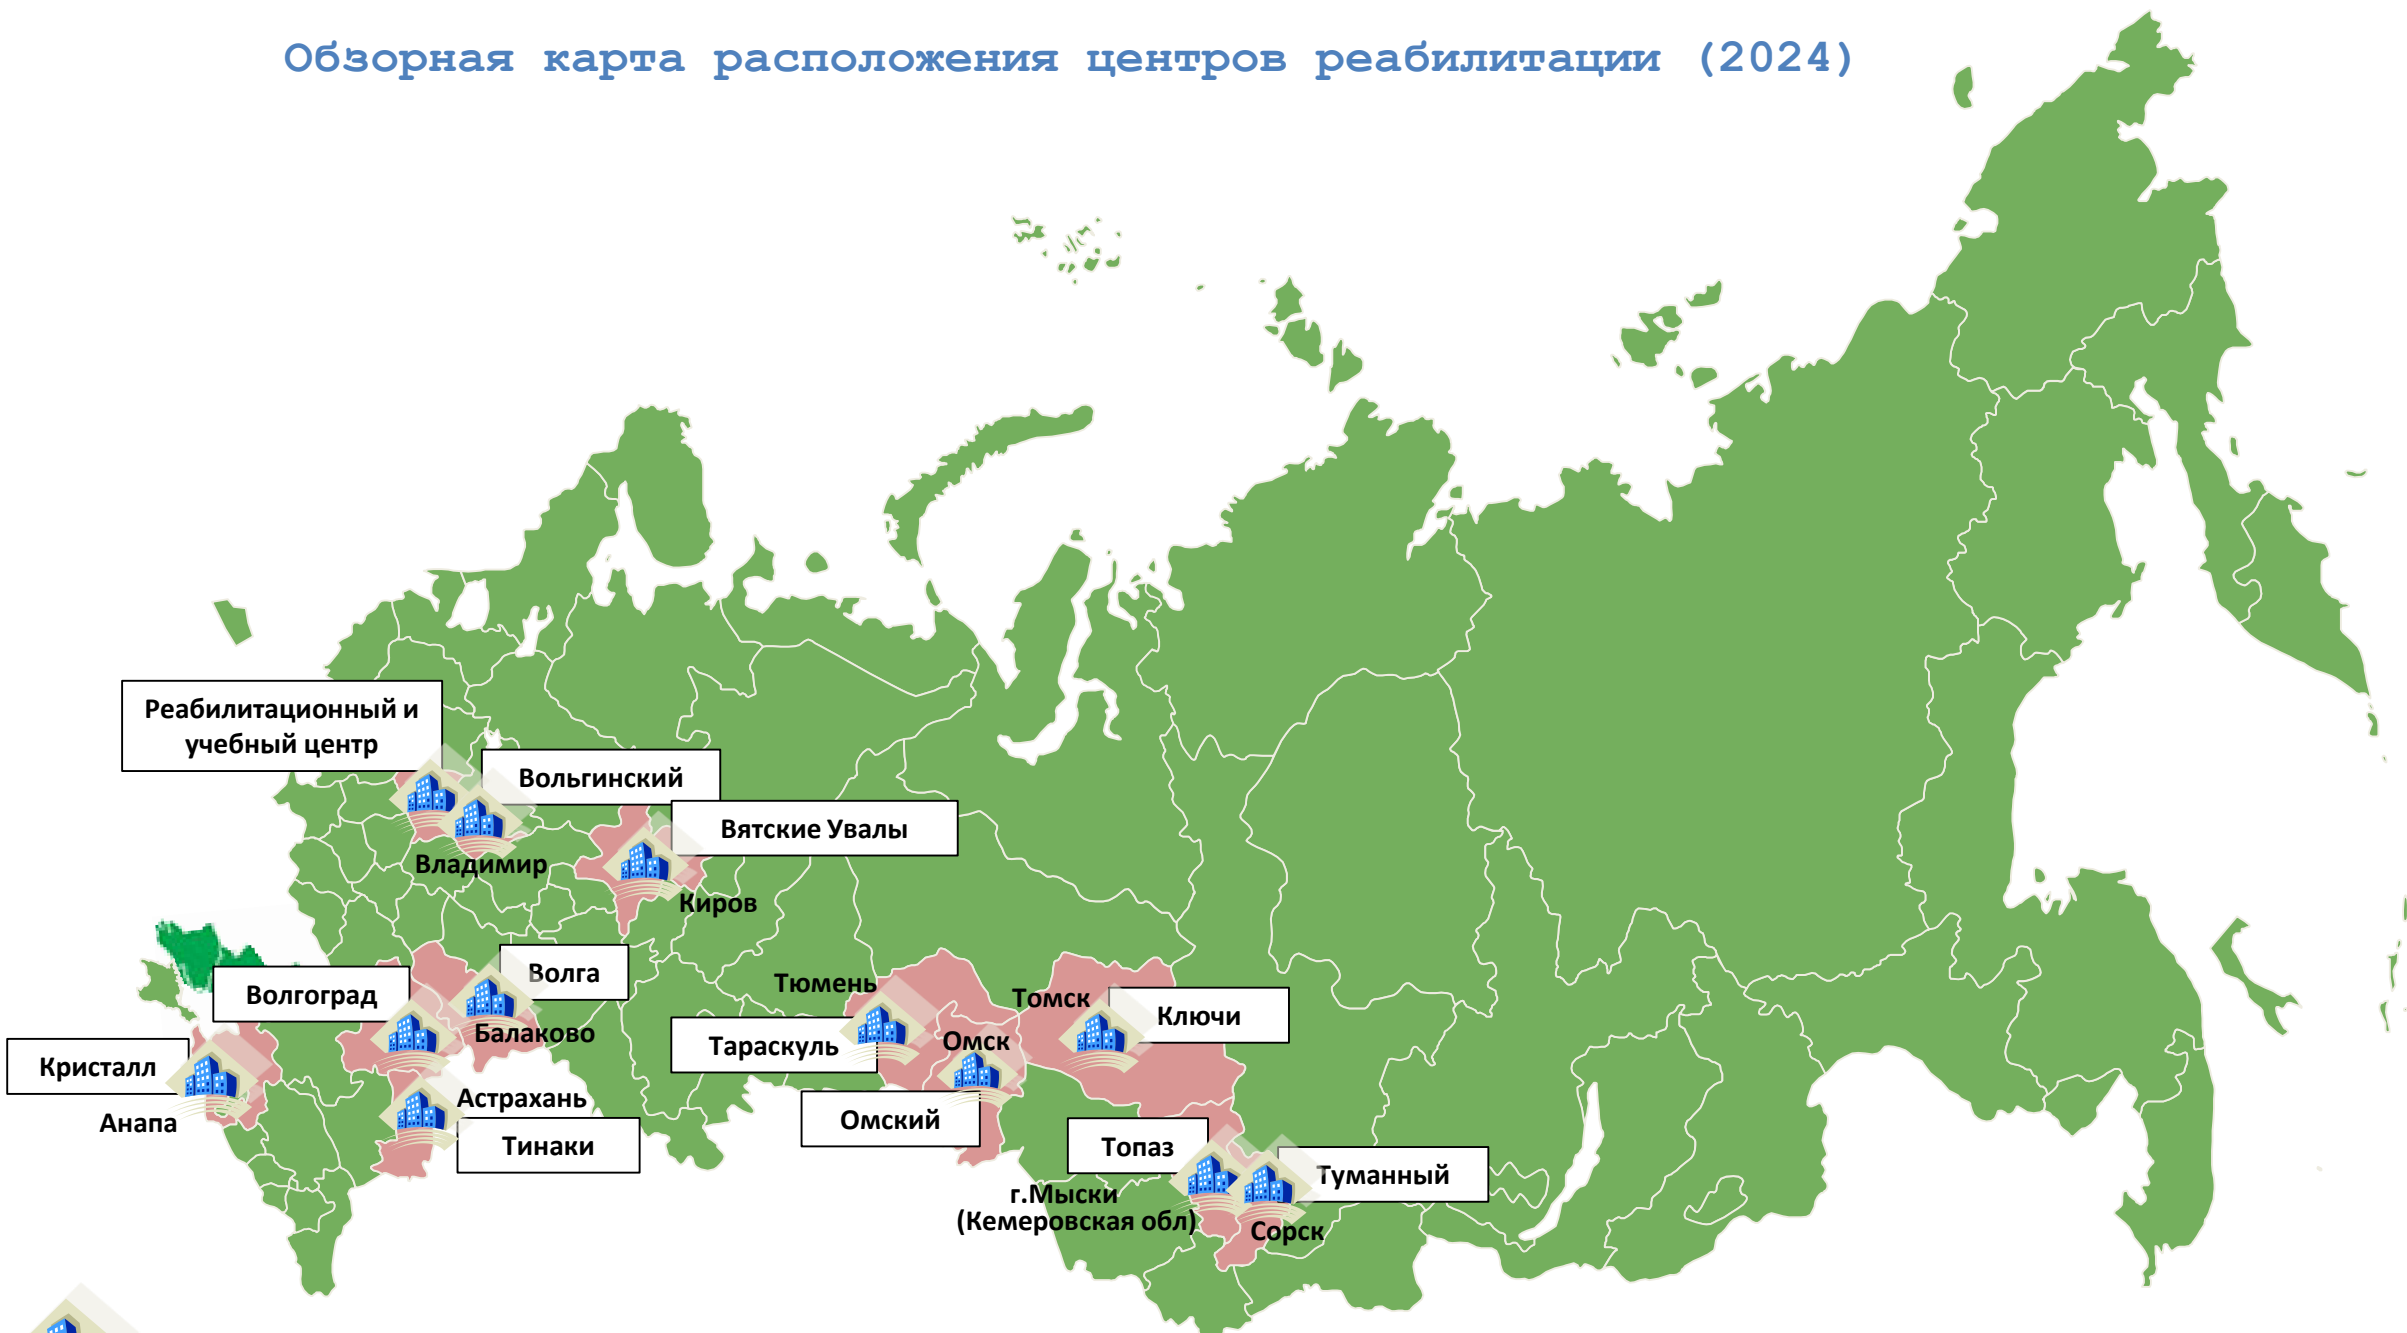 Обзорная карта расположения центров реабилитации (2024)
Реабилитационный и
учебный центр
Вольгинский
Вятские Увалы
Владимир
Киров
Волга
Волгоград
Балаково
Кристалл
Анапа
Астрахань
Тинаки
Тюмень
Тараскуль
Омск
Омский
Томск
Ключи
Топаз
г.Мыски
(Кемеровская обл)
Туманный
Сорск